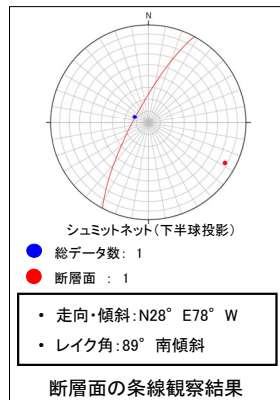 N
シュミットネット(下半球投影)
総データ数: 1
断層面 : 1
• 走向・傾斜:N28° E78° W
• レイク角:89° 南傾斜
断層面の条線観察結果